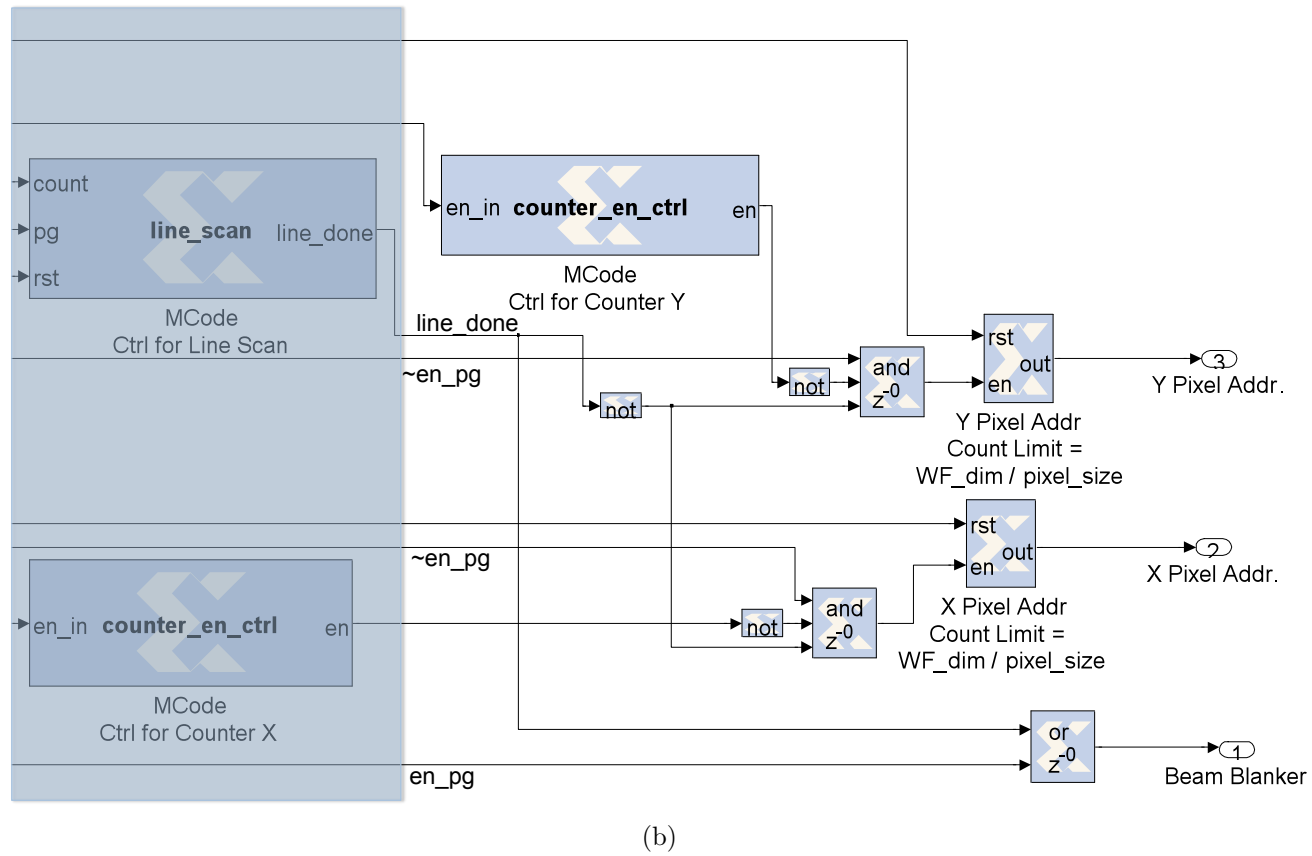 count
pg
rst
line_scan
line_done
MCode
Ctrl for Line Scan
en_in
counter_en_ctrl
en
MCode
Ctrl for Counter Y
line_done
~en_pg
not
not
and
z-0
rst
en
out
Y Pixel Addr
Count Limit =
WF_dim / pixel_size
3
Y Pixel Addr.
~en_pg
en_in
counter_en_ctrl
en
MCode
Ctrl for Counter X
not
and
z-0
rst
en
out
X Pixel Addr
Count Limit =
WF_dim / pixel_size
2
X Pixel Addr.
en_pg
or
z-0
1
Beam Blanker
(b)